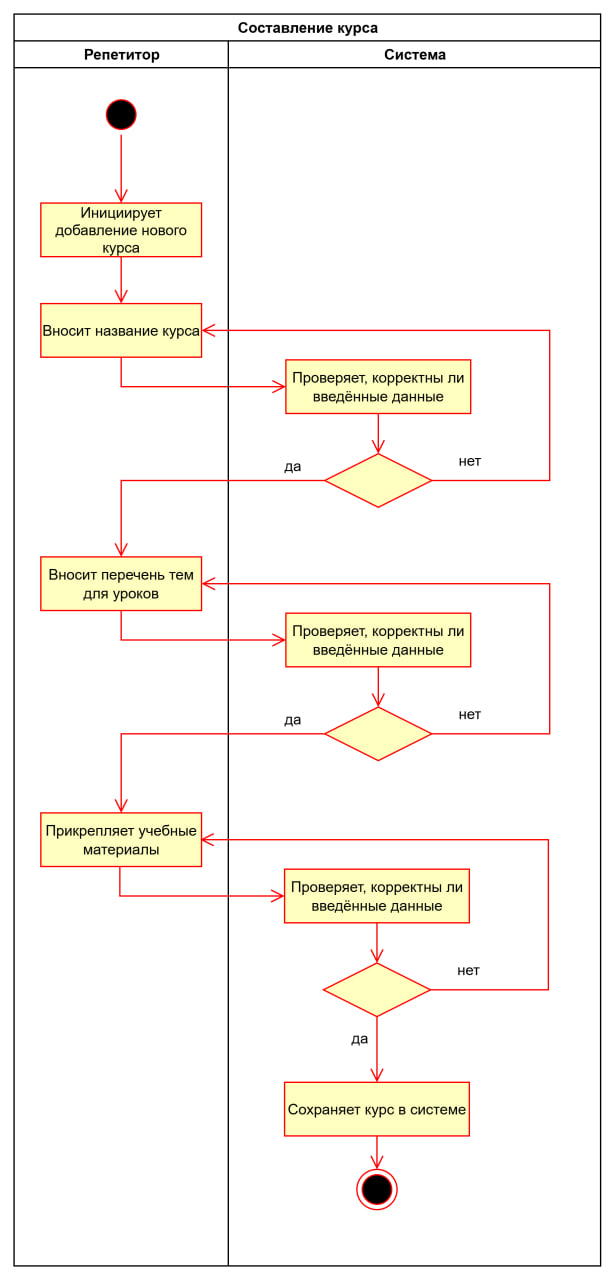 Составление курса
Репетитор
Система
Инициирует
добавление нового
курса
Вносит название курса
Проверяет, корректны ли
введённые данные
да
нет
Вносит перечень тем
для уроков
Проверяет, корректны ли
введённые данные
да
нет
Прикрепляет учебные
материалы
Проверяет, корректны ли
введённые данные
нет
да
Сохраняет курс в системе